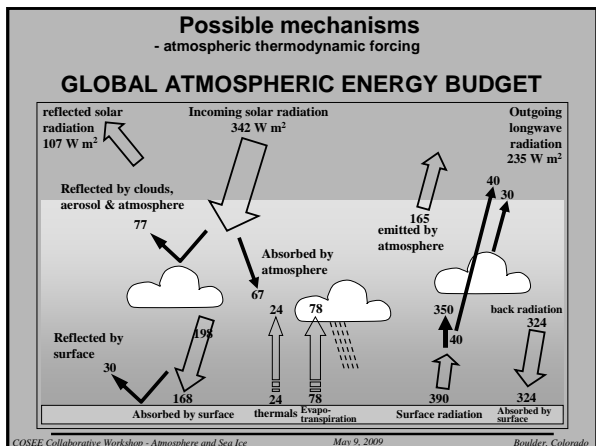 Possible mechanisms
- atmospheric thermodynamic forcing
GLOBAL ATMOSPHERIC ENERGY BUDGET
reflected solar
radiation
107 W m²
Incoming solar radiation
342 W m²
Outgoing
longwave
radiation
235 W m²
Reflected by clouds,
aerosol & atmosphere
77
40
30
165
emitted by
atmosphere
Absorbed by
atmosphere
67
24
78
350
back radiation
324
198
40
Reflected by
surface
30
168
24
78
390
324
Absorbed by surface
thermals
Evapo-
transpiration
Surface radiation
Absorbed by
surface
COSEE Collaborative Workshop - Atmosphere and Sea Ice
May 9, 2009
Boulder, Colorado